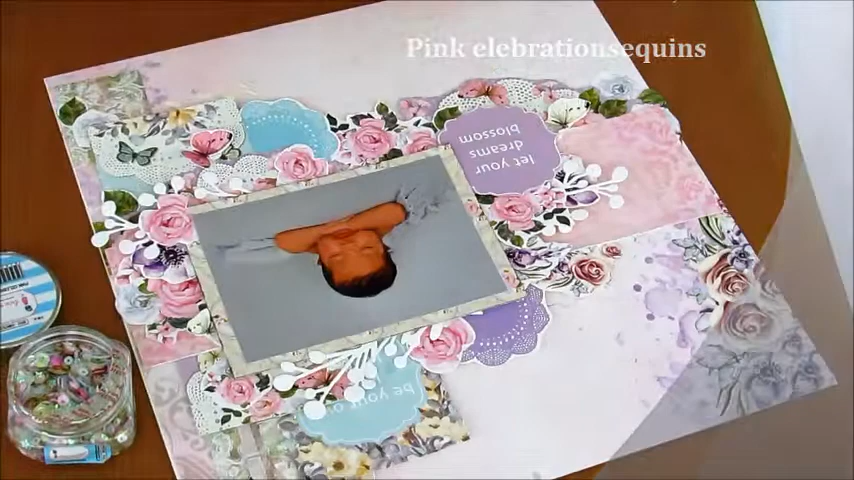 Pink elebrationsequins
let your
dreams
blossom
be your o